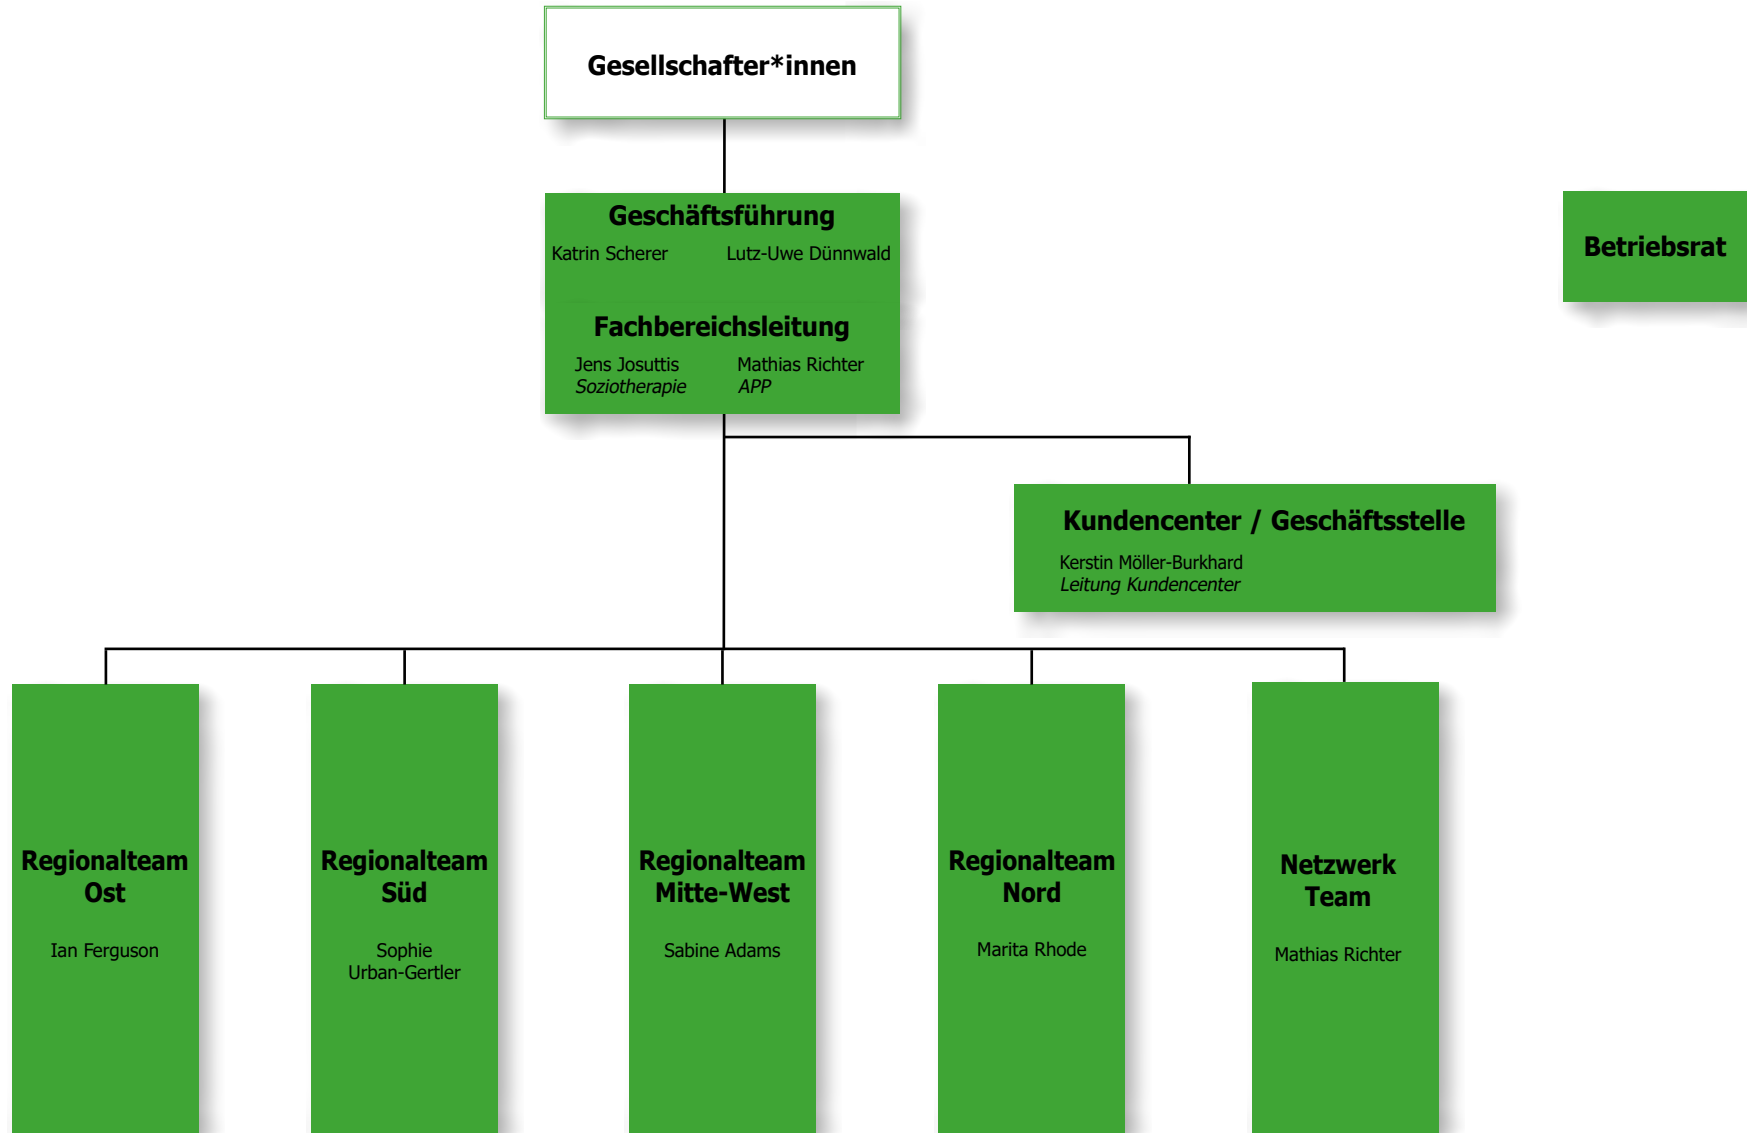 Gesellschafter*innen
Geschäftsführung
Katrin Scherer Lutz-Uwe Dünnwald
Betriebsrat
Fachbereichsleitung
Jens Josuttis Mathias Richter
Soziotherapie APP
Kundencenter / Geschäftsstelle
Kerstin Möller-Burkhard
Leitung Kundencenter
Regionalteam
Ost
Ian Ferguson
Regionalteam
Süd
Sophie
Urban-Gertler
Regionalteam
Mitte-West
Sabine Adams
Regionalteam
Nord
Marita Rhode
Netzwerk
Team
Mathias Richter